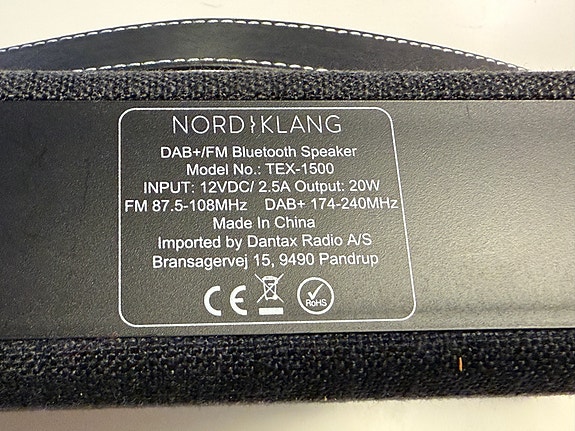 NORDKLANG
DAB+/FM Bluetooth Speaker
Model No.: TEX-1500
INPUT: 12VDC/ 2.5A Output: 20W
FM 87.5-108MHz DAB+ 174-240MHz
Made In China
Imported by Dantax Radio A/S
Bransagervej 15, 9490 Pandrup
CE
RoHS